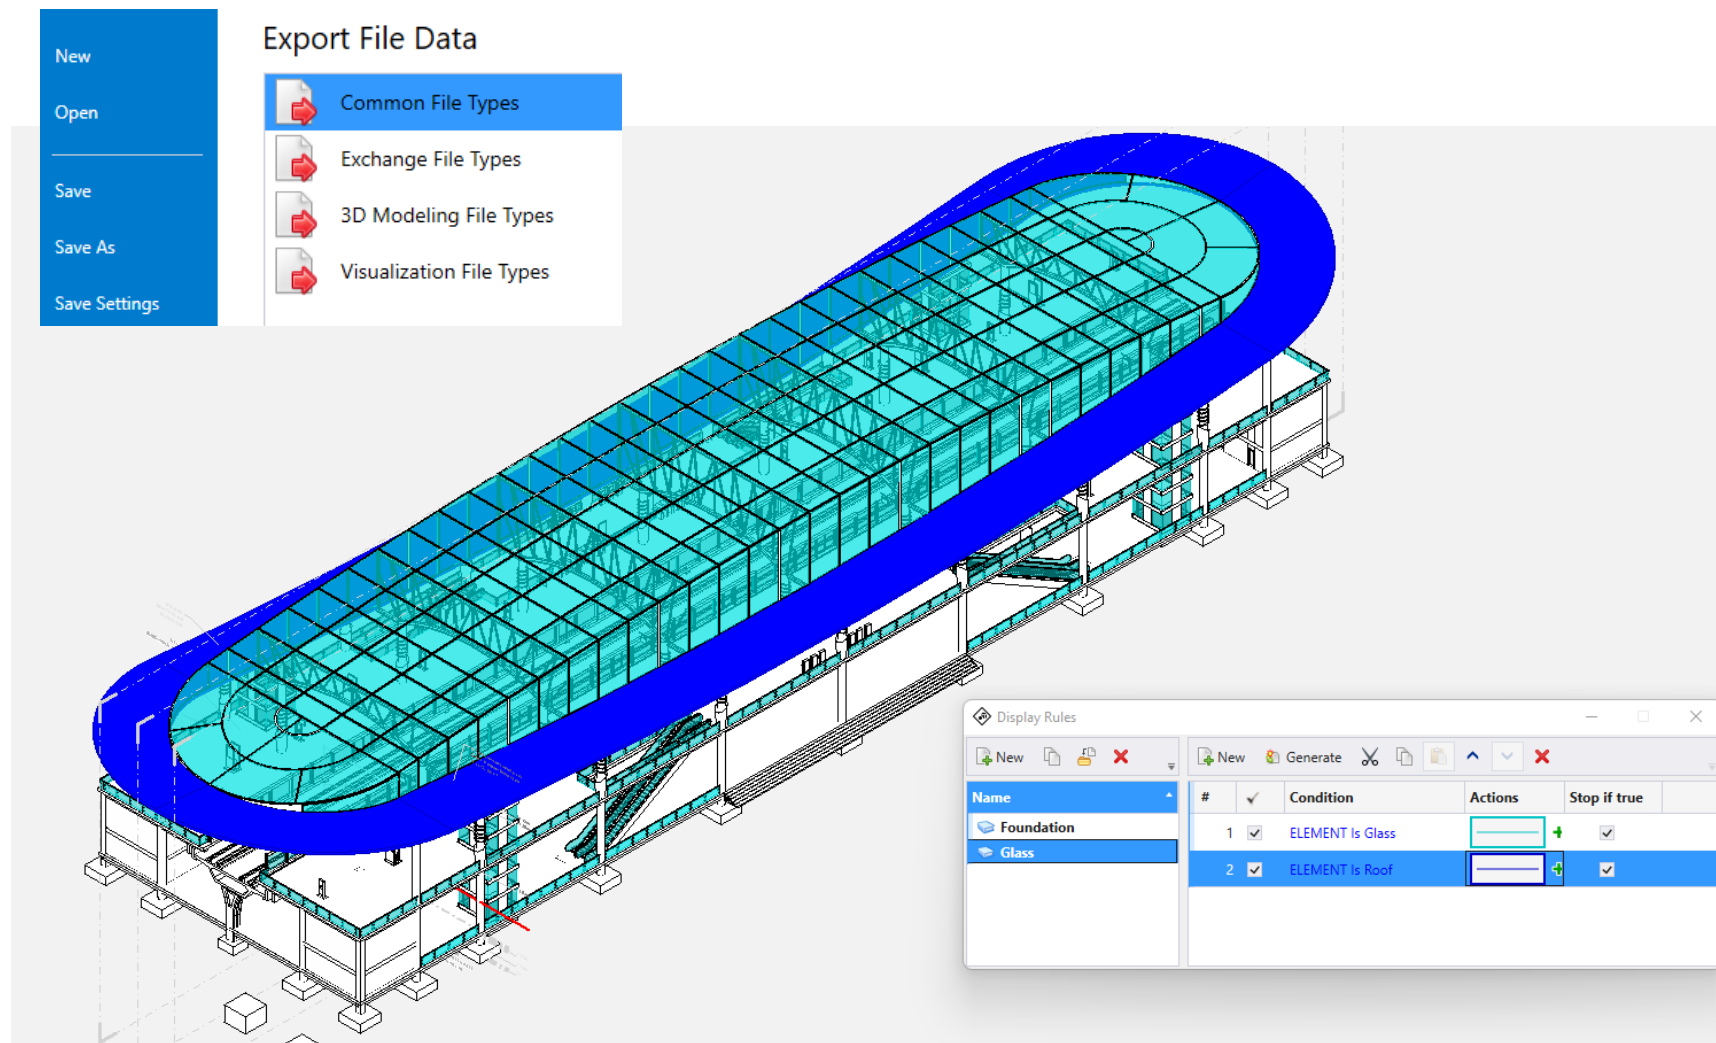 New
Open
Save
Save As
Save Settings
Export File Data
Common File Types
Exchange File Types
3D Modeling File Types
Visualization File Types
Display Rules
New
New Generate
Name
Foundation
Glass
# Condition Actions Stop if true
1 ELEMENT Is Glass
2 ELEMENT Is Roof